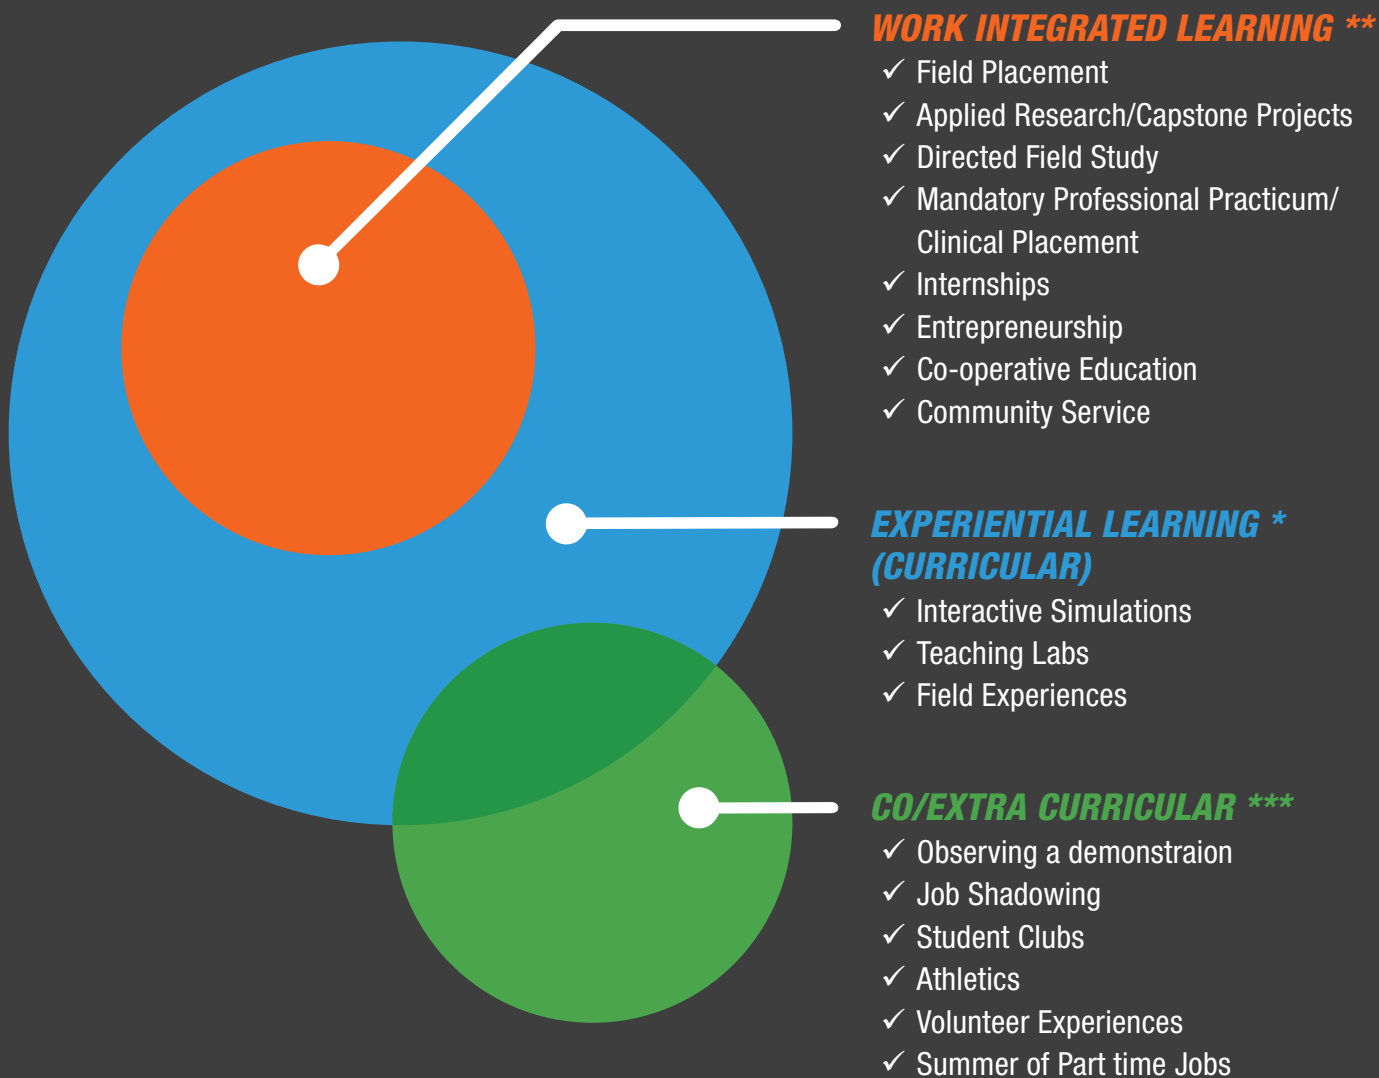 WORK INTEGRATED LEARNING **
✓ Field Placement
✓ Applied Research/Capstone Projects
✓ Directed Field Study
✓ Mandatory Professional Practicum/
Clinical Placement
✓ Internships
✓ Entrepreneurship
✓ Co-operative Education
✓ Community Service
EXPERIENTIAL LEARNING *
(CURRICULAR)
✓ Interactive Simulations
✓ Teaching Labs
✓ Field Experiences
CO/EXTRA CURRICULAR ***
✓ Observing a demonstraion
✓ Job Shadowing
✓ Student Clubs
✓ Athletics
✓ Volunteer Experiences
✓ Summer of Part time Jobs